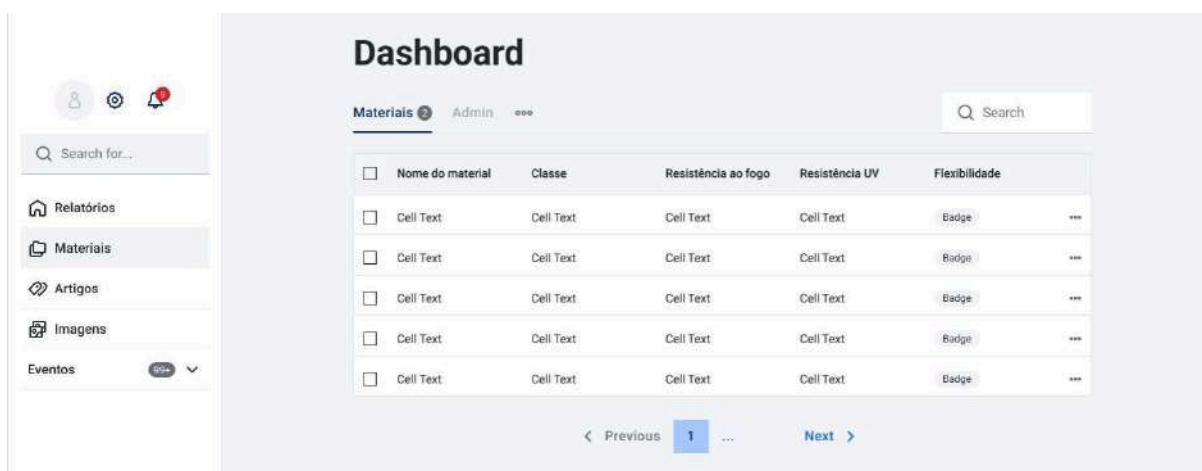 Dashboard
Materiais 2 Admin
Search
Search for...
Relatórios
Materiais
Artigos
Imagens
Eventos 99+
Nome do material Classe Resistência ao fogo Resistência UV Flexibilidade
Cell Text Cell Text Cell Text Cell Text Badge
Cell Text Cell Text Cell Text Cell Text Badge
Cell Text Cell Text Cell Text Cell Text Badge
Cell Text Cell Text Cell Text Cell Text Badge
Cell Text Cell Text Cell Text Cell Text Badge
Previous 1 ... Next